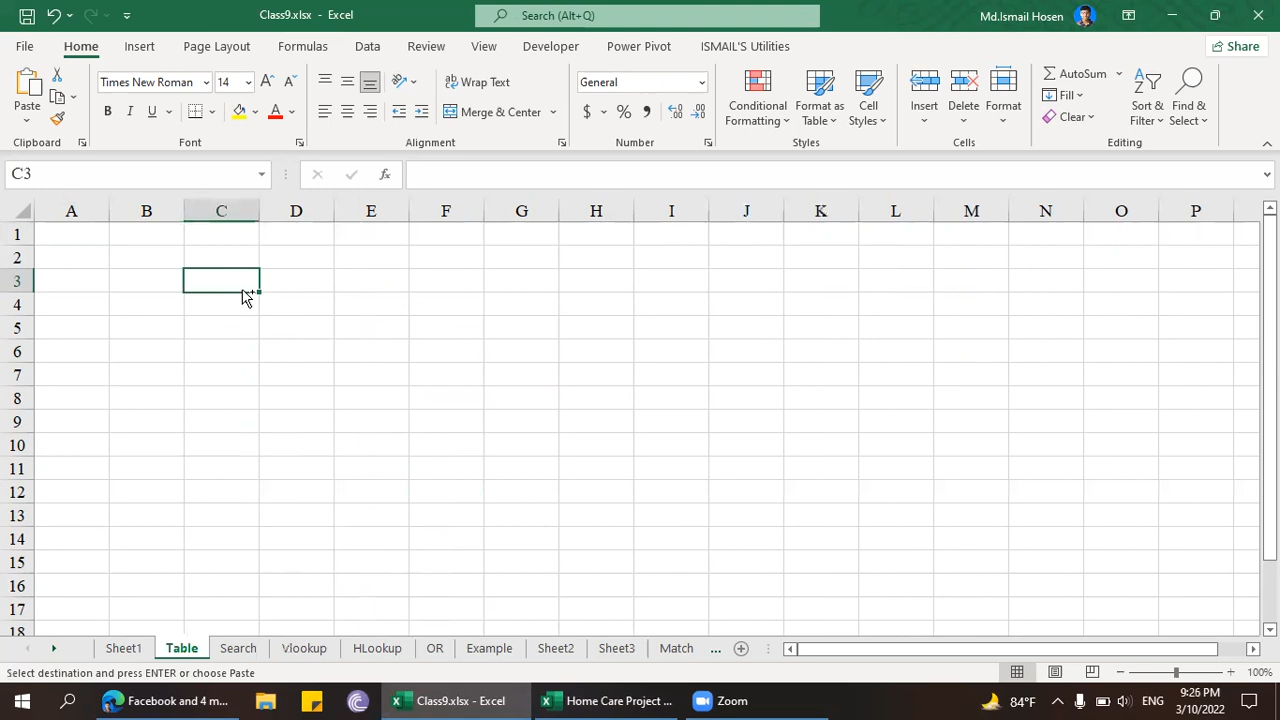 Class9.xlsx - Excel
Search (Alt+Q)
Md.Ismail Hosen
File Home Insert Page Layout Formulas Data Review View Developer Power Pivot ISMAIL'S Utilities Share
Times New Roman 14 Wrap Text General AutoSum
Paste B I U A Merge & Center $ % Conditional Formatting Format as Table Cell Styles Insert Delete Format Fill Clear Sort & Filter Find & Select
Clipboard Font Alignment Number Styles Cells Editing
C3 fx
A B C D E F G H I J K L M N O P
1
2
3
4
5
6
7
8
9
10
11
12
13
14
15
16
17
18
Sheet1 Table Search Vlookup HLookup OR Example Sheet2 Sheet3 Match ...
Select destination and press ENTER or choose Paste 100%
Facebook and 4 m... Class9.xlsx - Excel Home Care Project ... Zoom 84°F ENG 9:26 PM
3/10/2022